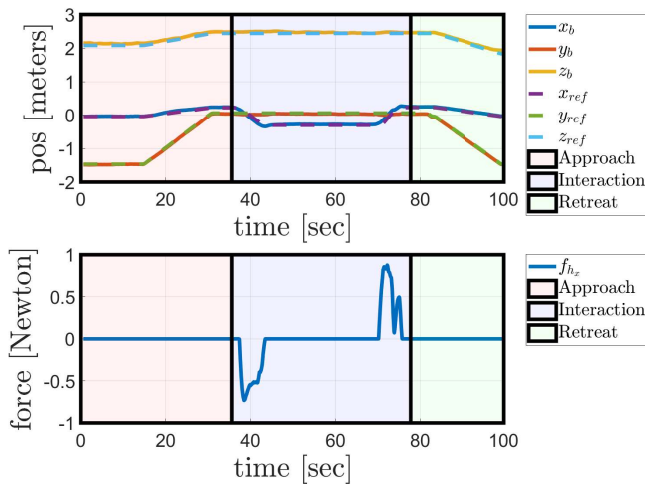 3
2
1
0
-1
-2
pos [meters]
0 20 40 60 80 100
time [sec]
x_b
y_b
z_b
x_ref
y_ref
z_ref
Approach
Interaction
Retreat
1
0.5
0
-0.5
-1
force [Newton]
0 20 40 60 80 100
time [sec]
f_{h_x}
Approach
Interaction
Retreat